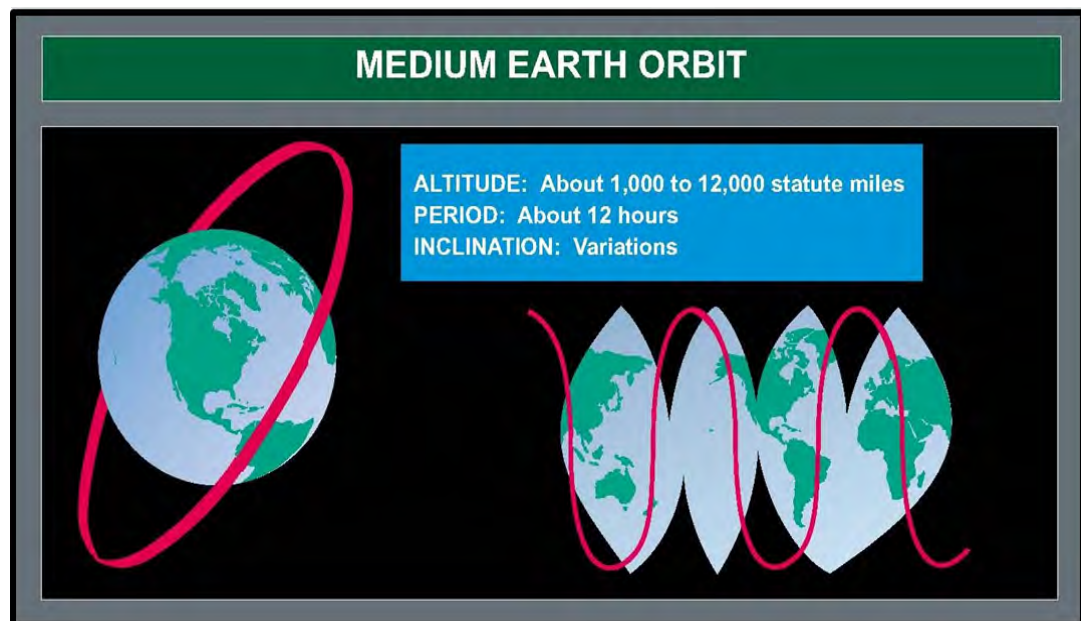 MEDIUM EARTH ORBIT
ALTITUDE: About 1,000 to 12,000 statute miles
PERIOD: About 12 hours
INCLINATION: Variations